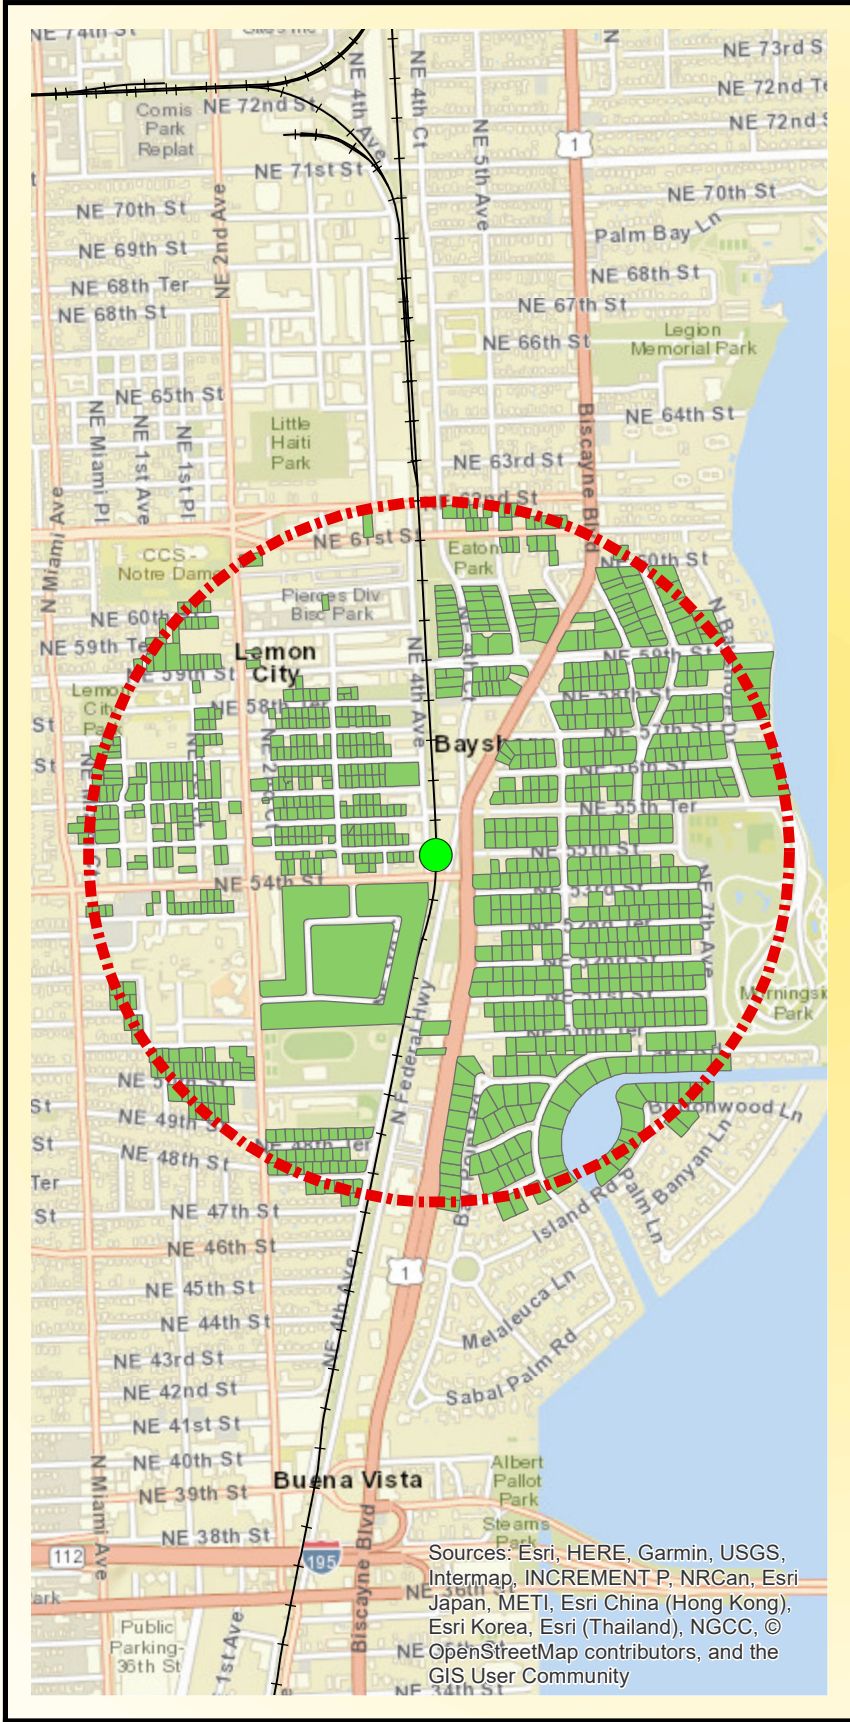 NE 74th St
NE 73rd S
NE 4th Ave
NE 4th Ct
NE 72nd Te
Comis
Park
Replat
NE 72nd St
NE 72nd S
NE 5th Ave
1
NE 71st St
NE 70th St
NE 70th St
NE 2nd Ave
Palm Bay Ln
NE 69th St
NE 68th St
NE 68th Ter
NE 67th St
NE 68th St
Legion
Memorial Park
NE 66th St
NE 65th St
NE Miami Pl
NE 1st Ave
NE 1st Pl
Little
Haiti
Park
NE 64th St
Biscayne Blvd
NE 63rd St
N Miami Ave
NE 61st St
CCS -
Notre Dame
Eaton
Park
Pierces Div
Bisc Park
NE 59th Te
NE 59th St
NE 59th St
Lemon
City
NE 4th Ave
NE 58th Ter
St
St
NE 55th Ter
NE 55th St
NE 54th St
NE 53rd St
NE 7th Ave
Morningsid
Park
N Federal Hwy
St
NE 49th S
NE 48th Ter
Buttonwood Ln
St
NE 48th St
Banyan Ln
Palm Ln
Ter
St
NE 47th St
Island Rd
NE 46th St
1
NE 45th St
NE 4th Ave
Melaleuca Ln
NE 44th St
NE 43rd St
Sabal Palm Rd
NE 42nd St
NE 41st St
NE 40th St
N Miami Ave
Buena Vista
Albert
Pallot
Park
NE 39th St
Stearns
Park
NE 38th St
112
195
Biscayne Blvd
NE 36th St
ark
Public
Parking-
36th St
1st Ave
NE 34th St
Sources: Esri, HERE, Garmin, USGS,
Intermap, INCREMENT P, NRCan, Esri
Japan, METI, Esri China (Hong Kong),
Esri Korea, Esri (Thailand), NGCC, ©
OpenStreetMap contributors, and the
GIS User Community